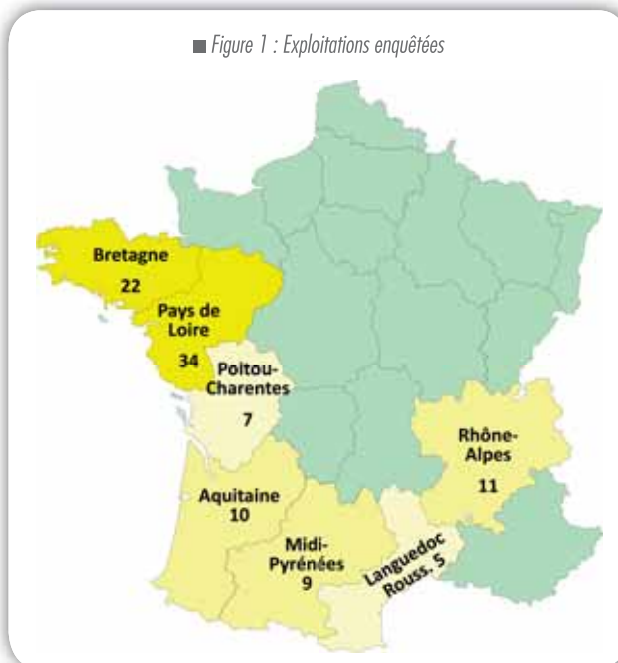 ■ Figure 1 : Exploitations enquêtées
Bretagne
22
Pays de
Loire
34
Poitou-
Charentes
7
Rhône-
Alpes
11
Aquitaine
10
Midi-
Pyrénées
9
Languedoc
Rouss. 5